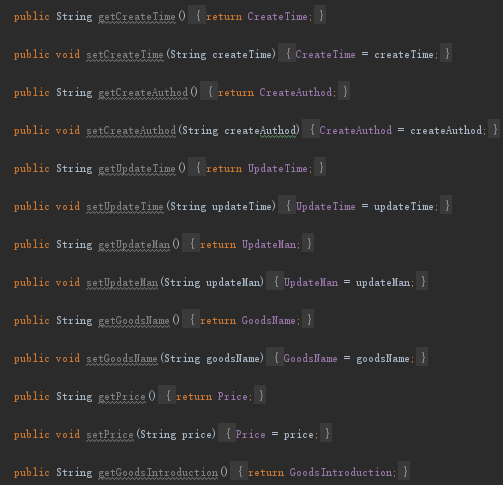 public String getCreateTime() { return CreateTime; }
public void setCreateTime(String createTime) { CreateTime = createTime; }
public String getCreateAuthod() { return CreateAuthod; }
public void setCreateAuthod(String createAuthod) { CreateAuthod = createAuthod; }
public String getUpdateTime() { return UpdateTime; }
public void setUpdateTime(String updateTime) { UpdateTime = updateTime; }
public String getUpdateMan() { return UpdateMan; }
public void setUpdateMan(String updateMan) { UpdateMan = updateMan; }
public String getGoodsName() { return GoodsName; }
public void setGoodsName(String goodsName) { GoodsName = goodsName; }
public String getPrice() { return Price; }
public void setPrice(String price) { Price = price; }
public String getGoodsIntroduction() { return GoodsIntroduction; }